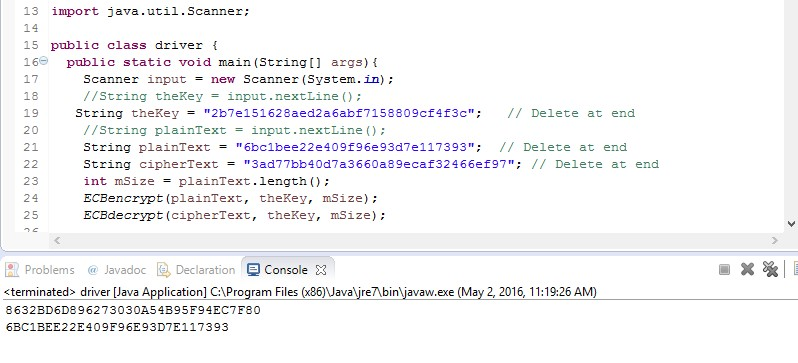 13 import java.util.Scanner;
14
15 public class driver {
16 public static void main(String[] args){
17 Scanner input = new Scanner(System.in);
18 //String theKey = input.nextLine();
19 String theKey = "2b7e151628aed2a6abf7158809cf4f3c"; // Delete at end
20 //String plainText = input.nextLine();
21 String plainText = "6bc1bee22e409f96e93d7e117393"; // Delete at end
22 String cipherText = "3ad77bb40d7a3660a89ecaf32466ef97"; // Delete at end
23 int mSize = plainText.length();
24 ECBencrypt(plainText, theKey, mSize);
25 ECBdecrypt(cipherText, theKey, mSize);
Problems @ Javadoc Declaration Console
<terminated> driver [Java Application] C:\Program Files (x86)\Java\jre7\bin\javaw.exe (May 2, 2016, 11:19:26 AM)
8632BD6D896273030A54B95F94EC7F80
6BC1BEE22E409F96E93D7E117393